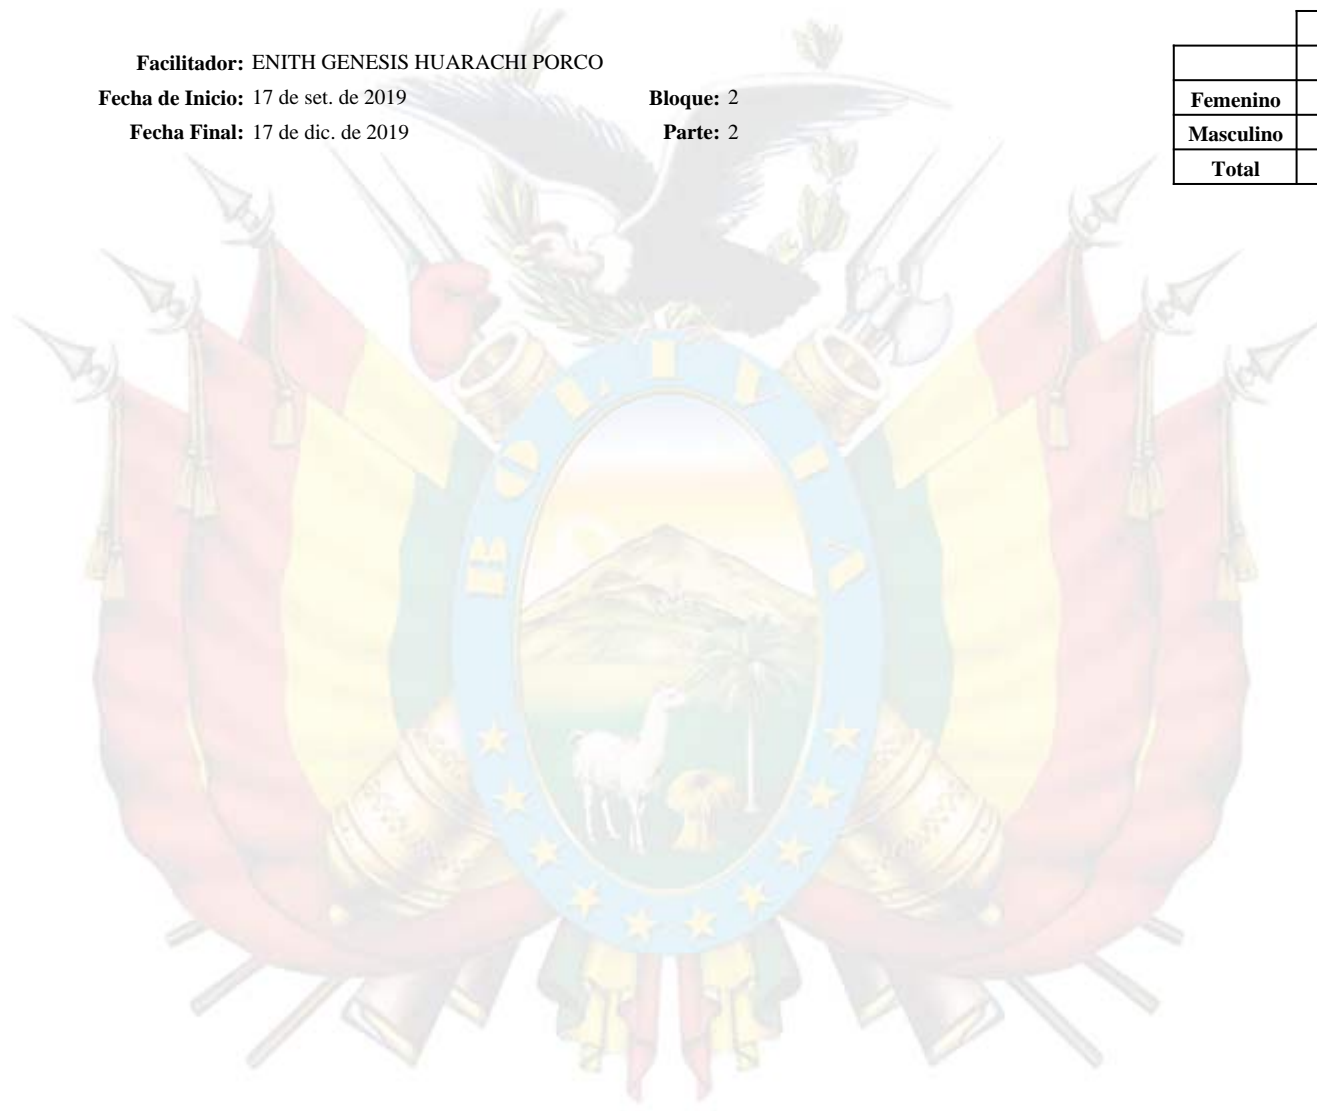 Facilitador: ENITH GENESIS HUARACHI PORCO
Fecha de Inicio: 17 de set. de 2019 Bloque: 2
Fecha Final: 17 de dic. de 2019 Parte: 2
Femenino
Masculino
Total
BOLIVIA